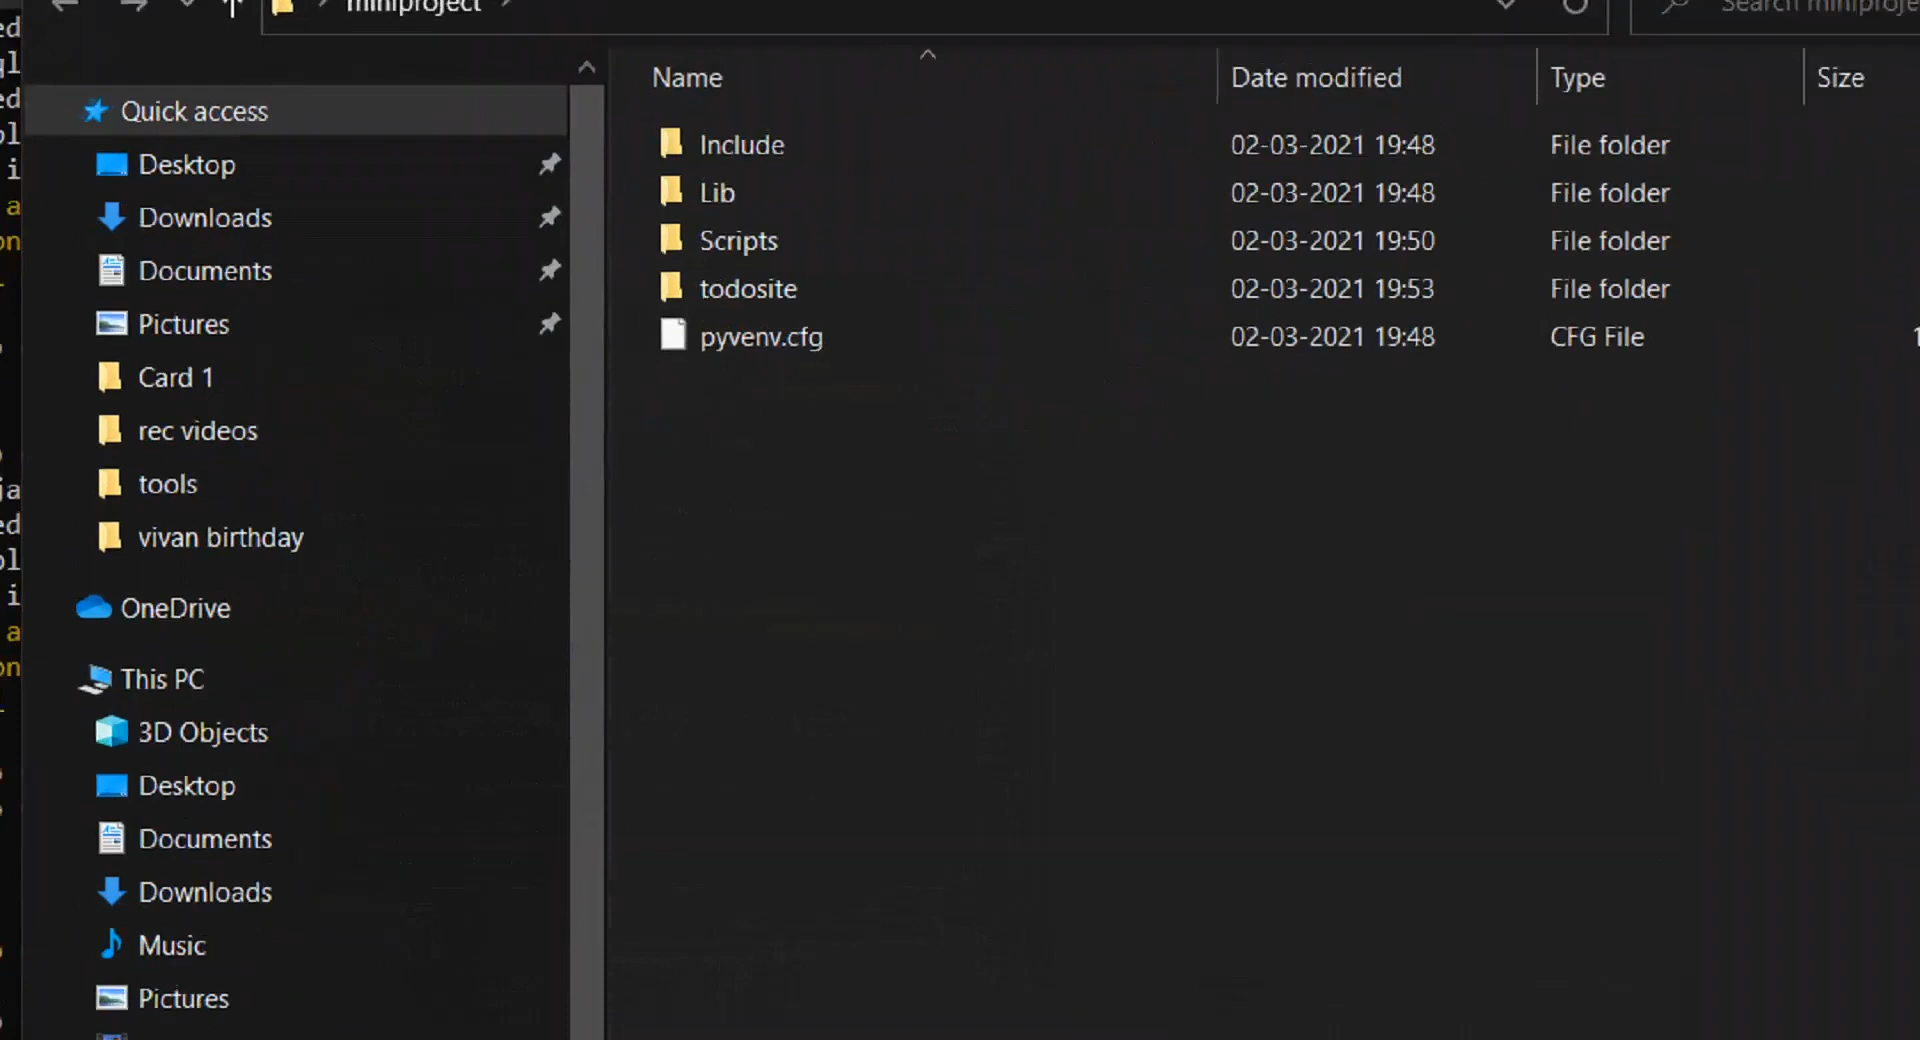 miniproject
Search miniproje
Name
Date modified
Type
Size
Quick access
Desktop
Downloads
Documents
Pictures
Card 1
rec videos
tools
vivan birthday
OneDrive
This PC
3D Objects
Desktop
Documents
Downloads
Music
Pictures
Include 02-03-2021 19:48 File folder
Lib 02-03-2021 19:48 File folder
Scripts 02-03-2021 19:50 File folder
todosite 02-03-2021 19:53 File folder
pyvenv.cfg 02-03-2021 19:48 CFG File